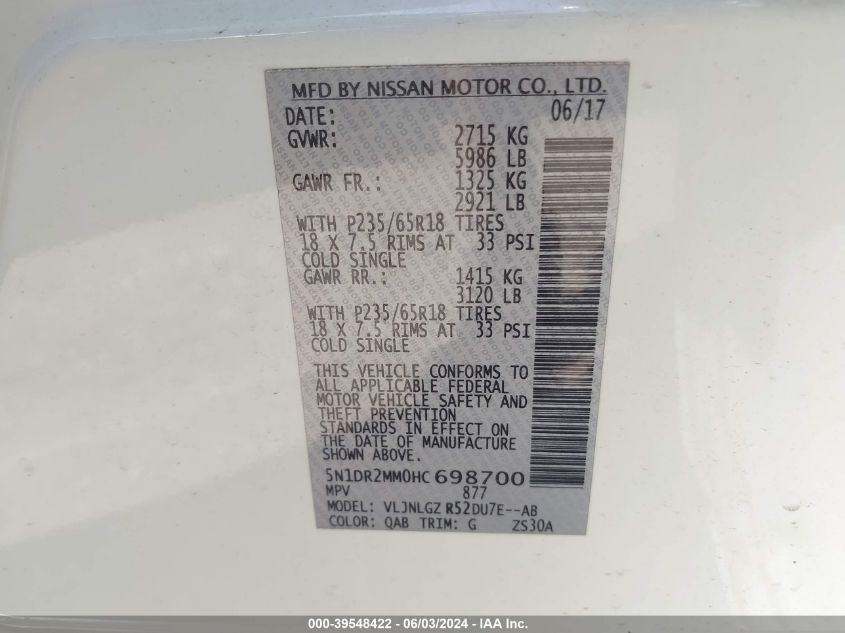 MFD BY NISSAN MOTOR CO., LTD.
DATE: 06/17
GVWR: 2715 KG
5986 LB
GAWR FR.: 1325 KG
2921 LB
WITH P235/65R18 TIRES
18 X 7.5 RIMS AT 33 PSI
COLD SINGLE
GAWR RR.: 1415 KG
3120 LB
WITH P235/65R18 TIRES
18 X 7.5 RIMS AT 33 PSI
COLD SINGLE
THIS VEHICLE CONFORMS TO
ALL APPLICABLE FEDERAL
MOTOR VEHICLE SAFETY AND
THEFT PREVENTION
STANDARDS IN EFFECT ON
THE DATE OF MANUFACTURE
SHOWN ABOVE.
5N1DR2MM0HC698700
MPV 877
MODEL: VLJNLGZ R52DU7E--AB
COLOR: QAB TRIM: G ZS30A
000-39548422 - 06/03/2024 - IAA Inc.